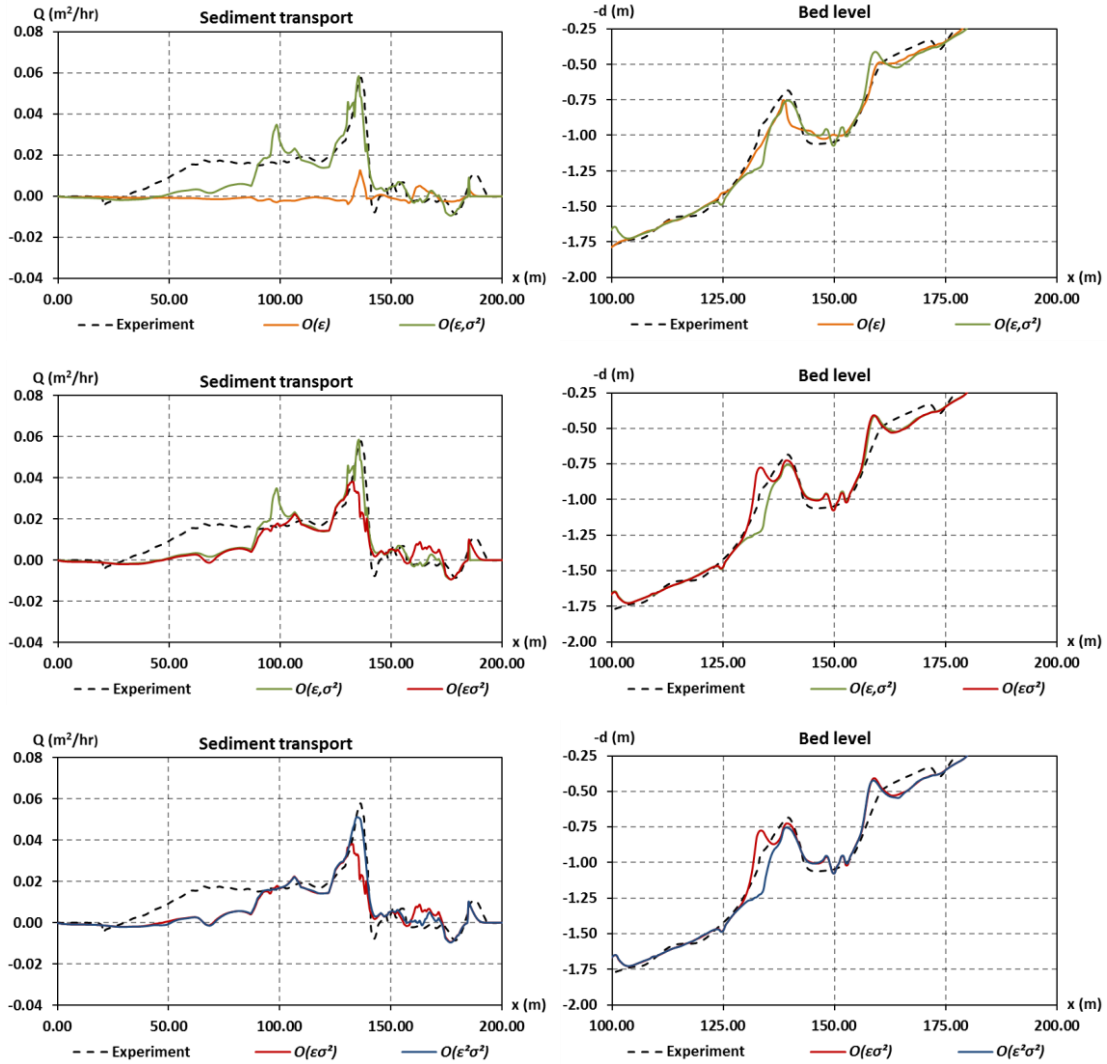 Q (m²/hr) Sediment transport
0.08
0.06
0.04
0.02
0.00
-0.02
-0.04
x (m)
0.00 50.00 100.00 150.00 200.00
Experiment O(ε) O(ε,σ²)
-d (m) Bed level
-0.25
-0.50
-0.75
-1.00
-1.25
-1.50
-1.75
-2.00
x (m)
100.00 125.00 150.00 175.00 200.00
Experiment O(ε) O(ε,σ²)
Q (m²/hr) Sediment transport
0.08
0.06
0.04
0.02
0.00
-0.02
-0.04
x (m)
0.00 50.00 100.00 150.00 200.00
Experiment O(ε,σ²) O(εσ²)
-d (m) Bed level
-0.25
-0.50
-0.75
-1.00
-1.25
-1.50
-1.75
-2.00
x (m)
100.00 125.00 150.00 175.00 200.00
Experiment O(ε,σ²) O(εσ²)
Q (m²/hr) Sediment transport
0.08
0.06
0.04
0.02
0.00
-0.02
-0.04
x (m)
0.00 50.00 100.00 150.00 200.00
Experiment O(εσ²) O(ε²σ²)
-d (m) Bed level
-0.25
-0.50
-0.75
-1.00
-1.25
-1.50
-1.75
-2.00
x (m)
100.00 125.00 150.00 175.00 200.00
Experiment O(εσ²) O(ε²σ²)